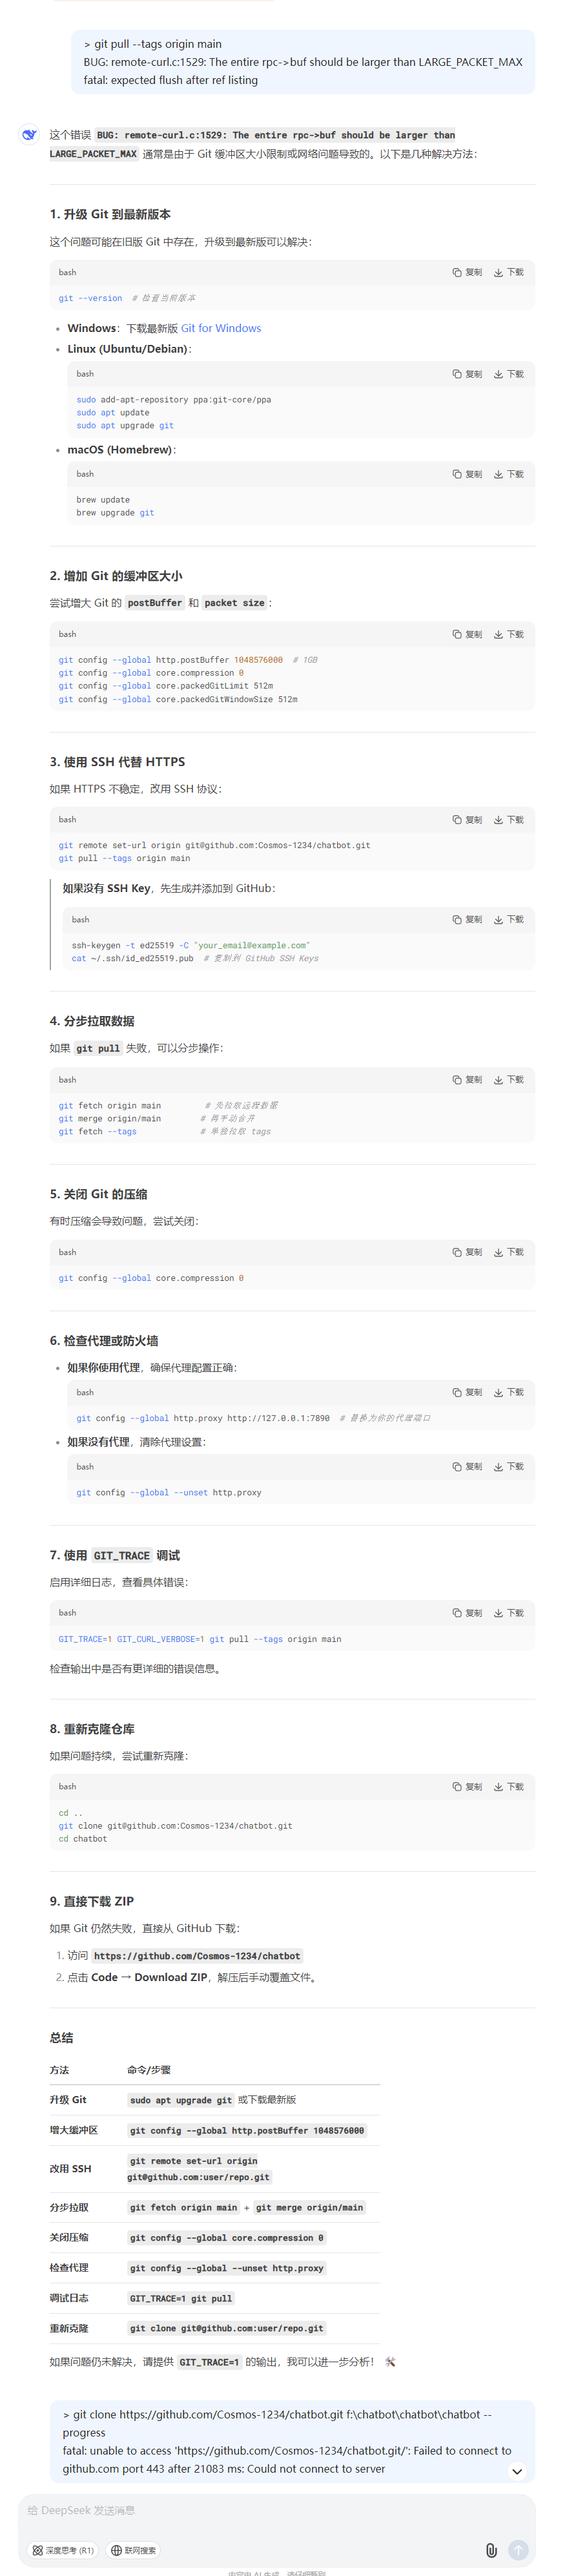 > git pull --tags origin main
BUG: remote-curl.c:1529: The entire rpc->buf should be larger than LARGE_PACKET_MAX
fatal: expected flush after ref listing
这个错误 BUG: remote-curl.c:1529: The entire rpc->buf should be larger than
LARGE_PACKET_MAX 通常是由于 Git 缓冲区大小限制或网络问题导致的。以下是几种解决方法：
1. 升级 Git 到最新版本
这个问题可能在旧版 Git 中存在，升级到最新版可以解决：
bash 复制 下载
git --version # 检查当前版本
• Windows：下载最新版 Git for Windows
• Linux (Ubuntu/Debian)：
bash 复制 下载
sudo add-apt-repository ppa:git-core/ppa
sudo apt update
sudo apt upgrade git
• macOS (Homebrew)：
bash 复制 下载
brew update
brew upgrade git
2. 增加 Git 的缓冲区大小
尝试增大 Git 的 postBuffer 和 packet size：
bash 复制 下载
git config --global http.postBuffer 1048576000 # 1GB
git config --global core.compression 0
git config --global core.packedGitLimit 512m
git config --global core.packedGitWindowSize 512m
3. 使用 SSH 代替 HTTPS
如果 HTTPS 不稳定，改用 SSH 协议：
bash 复制 下载
git remote set-url origin git@github.com:Cosmos-1234/chatbot.git
git pull --tags origin main
如果没有 SSH Key，先生成并添加到 GitHub：
bash 复制 下载
ssh-keygen -t ed25519 -C "your_email@example.com"
cat ~/.ssh/id_ed25519.pub # 复制到 GitHub SSH Keys
4. 分步拉取数据
如果 git pull 失败，可以分步操作：
bash 复制 下载
git fetch origin main # 先拉取远程数据
git merge origin/main # 再手动合并
git fetch --tags # 单独拉取 tags
5. 关闭 Git 的压缩
有时压缩会导致问题，尝试关闭：
bash 复制 下载
git config --global core.compression 0
6. 检查代理或防火墙
• 如果你使用代理，确保代理配置正确：
bash 复制 下载
git config --global http.proxy http://127.0.0.1:7890 # 替换为你的代理端口
• 如果没有代理，清除代理设置：
bash 复制 下载
git config --global --unset http.proxy
7. 使用 GIT_TRACE 调试
启用详细日志，查看具体错误：
bash 复制 下载
GIT_TRACE=1 GIT_CURL_VERBOSE=1 git pull --tags origin main
检查输出中是否有更详细的错误信息。
8. 重新克隆仓库
如果问题持续，尝试重新克隆：
bash 复制 下载
cd ..
git clone git@github.com:Cosmos-1234/chatbot.git
cd chatbot
9. 直接下载 ZIP
如果 Git 仍然失败，直接从 GitHub 下载：
1. 访问 https://github.com/Cosmos-1234/chatbot
2. 点击 Code → Download ZIP，解压后手动覆盖文件。
总结
方法 命令/步骤
升级 Git sudo apt upgrade git 或下载最新版
增大缓冲区 git config --global http.postBuffer 1048576000
改用 SSH git remote set-url origin
git@github.com:user/repo.git
分步拉取 git fetch origin main + git merge origin/main
关闭压缩 git config --global core.compression 0
检查代理 git config --global --unset http.proxy
调试日志 GIT_TRACE=1 git pull
重新克隆 git clone git@github.com:user/repo.git
如果问题仍未解决，请提供 GIT_TRACE=1 的输出，我可以进一步分析！ 🛠️
> git clone https://github.com/Cosmos-1234/chatbot.git f:\chatbot\chatbot\chatbot --
progress
fatal: unable to access 'https://github.com/Cosmos-1234/chatbot.git/': Failed to connect to
github.com port 443 after 21083 ms: Could not connect to server
给 DeepSeek 发送消息
深度思考 (R1) 联网搜索
内容由 AI 生成，请仔细甄别